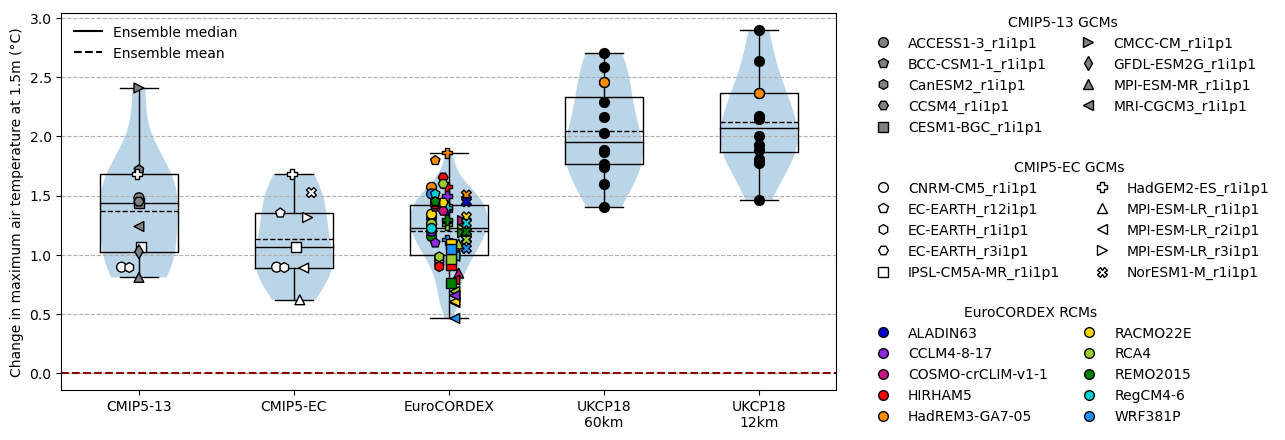 Change in maximum air temperature at 1.5m (°C)
3.0
2.5
2.0
1.5
1.0
0.5
0.0
Ensemble median
Ensemble mean
CMIP5-13
CMIP5-EC
EuroCORDEX
UKCP18
60km
UKCP18
12km
CMIP5-13 GCMs
ACCESS1-3_r1i1p1
BCC-CSM1-1_r1i1p1
CanESM2_r1i1p1
CCSM4_r1i1p1
CESM1-BGC_r1i1p1
CMCC-CM_r1i1p1
GFDL-ESM2G_r1i1p1
MPI-ESM-MR_r1i1p1
MRI-CGCM3_r1i1p1
CMIP5-EC GCMs
CNRM-CM5_r1i1p1
EC-EARTH_r12i1p1
EC-EARTH_r1i1p1
EC-EARTH_r3i1p1
IPSL-CM5A-MR_r1i1p1
HadGEM2-ES_r1i1p1
MPI-ESM-LR_r1i1p1
MPI-ESM-LR_r2i1p1
MPI-ESM-LR_r3i1p1
NorESM1-M_r1i1p1
EuroCORDEX RCMs
ALADIN63
CCLM4-8-17
COSMO-crCLIM-v1-1
HIRHAM5
HadREM3-GA7-05
RACMO22E
RCA4
REMO2015
RegCM4-6
WRF381P